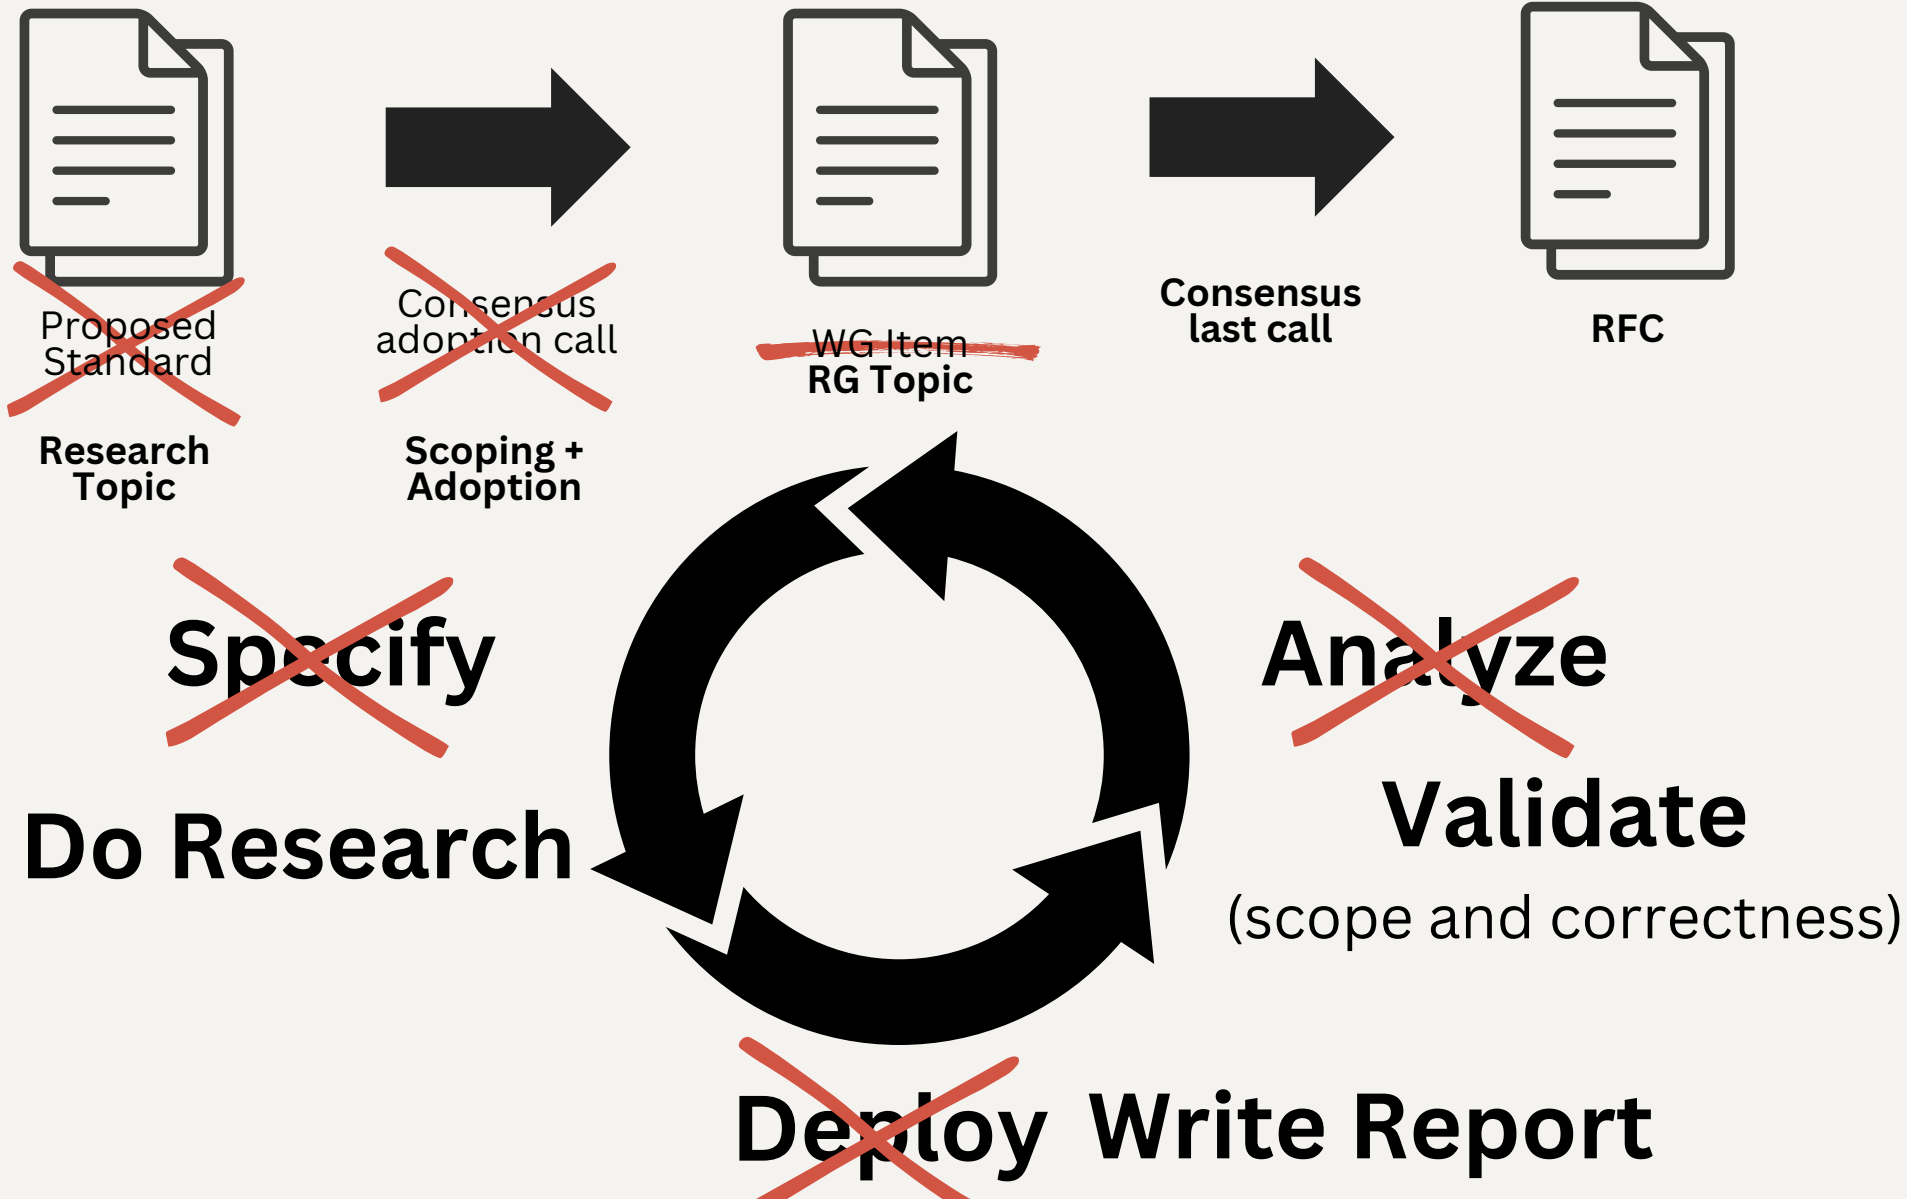 Proposed
Standard
Research
Topic
Consensus
adoption call
Scoping +
Adoption
WG Item
RG Topic
Consensus
last call
RFC
Specify
Do Research
Analyze
Validate
(scope and correctness)
Deploy
Write Report